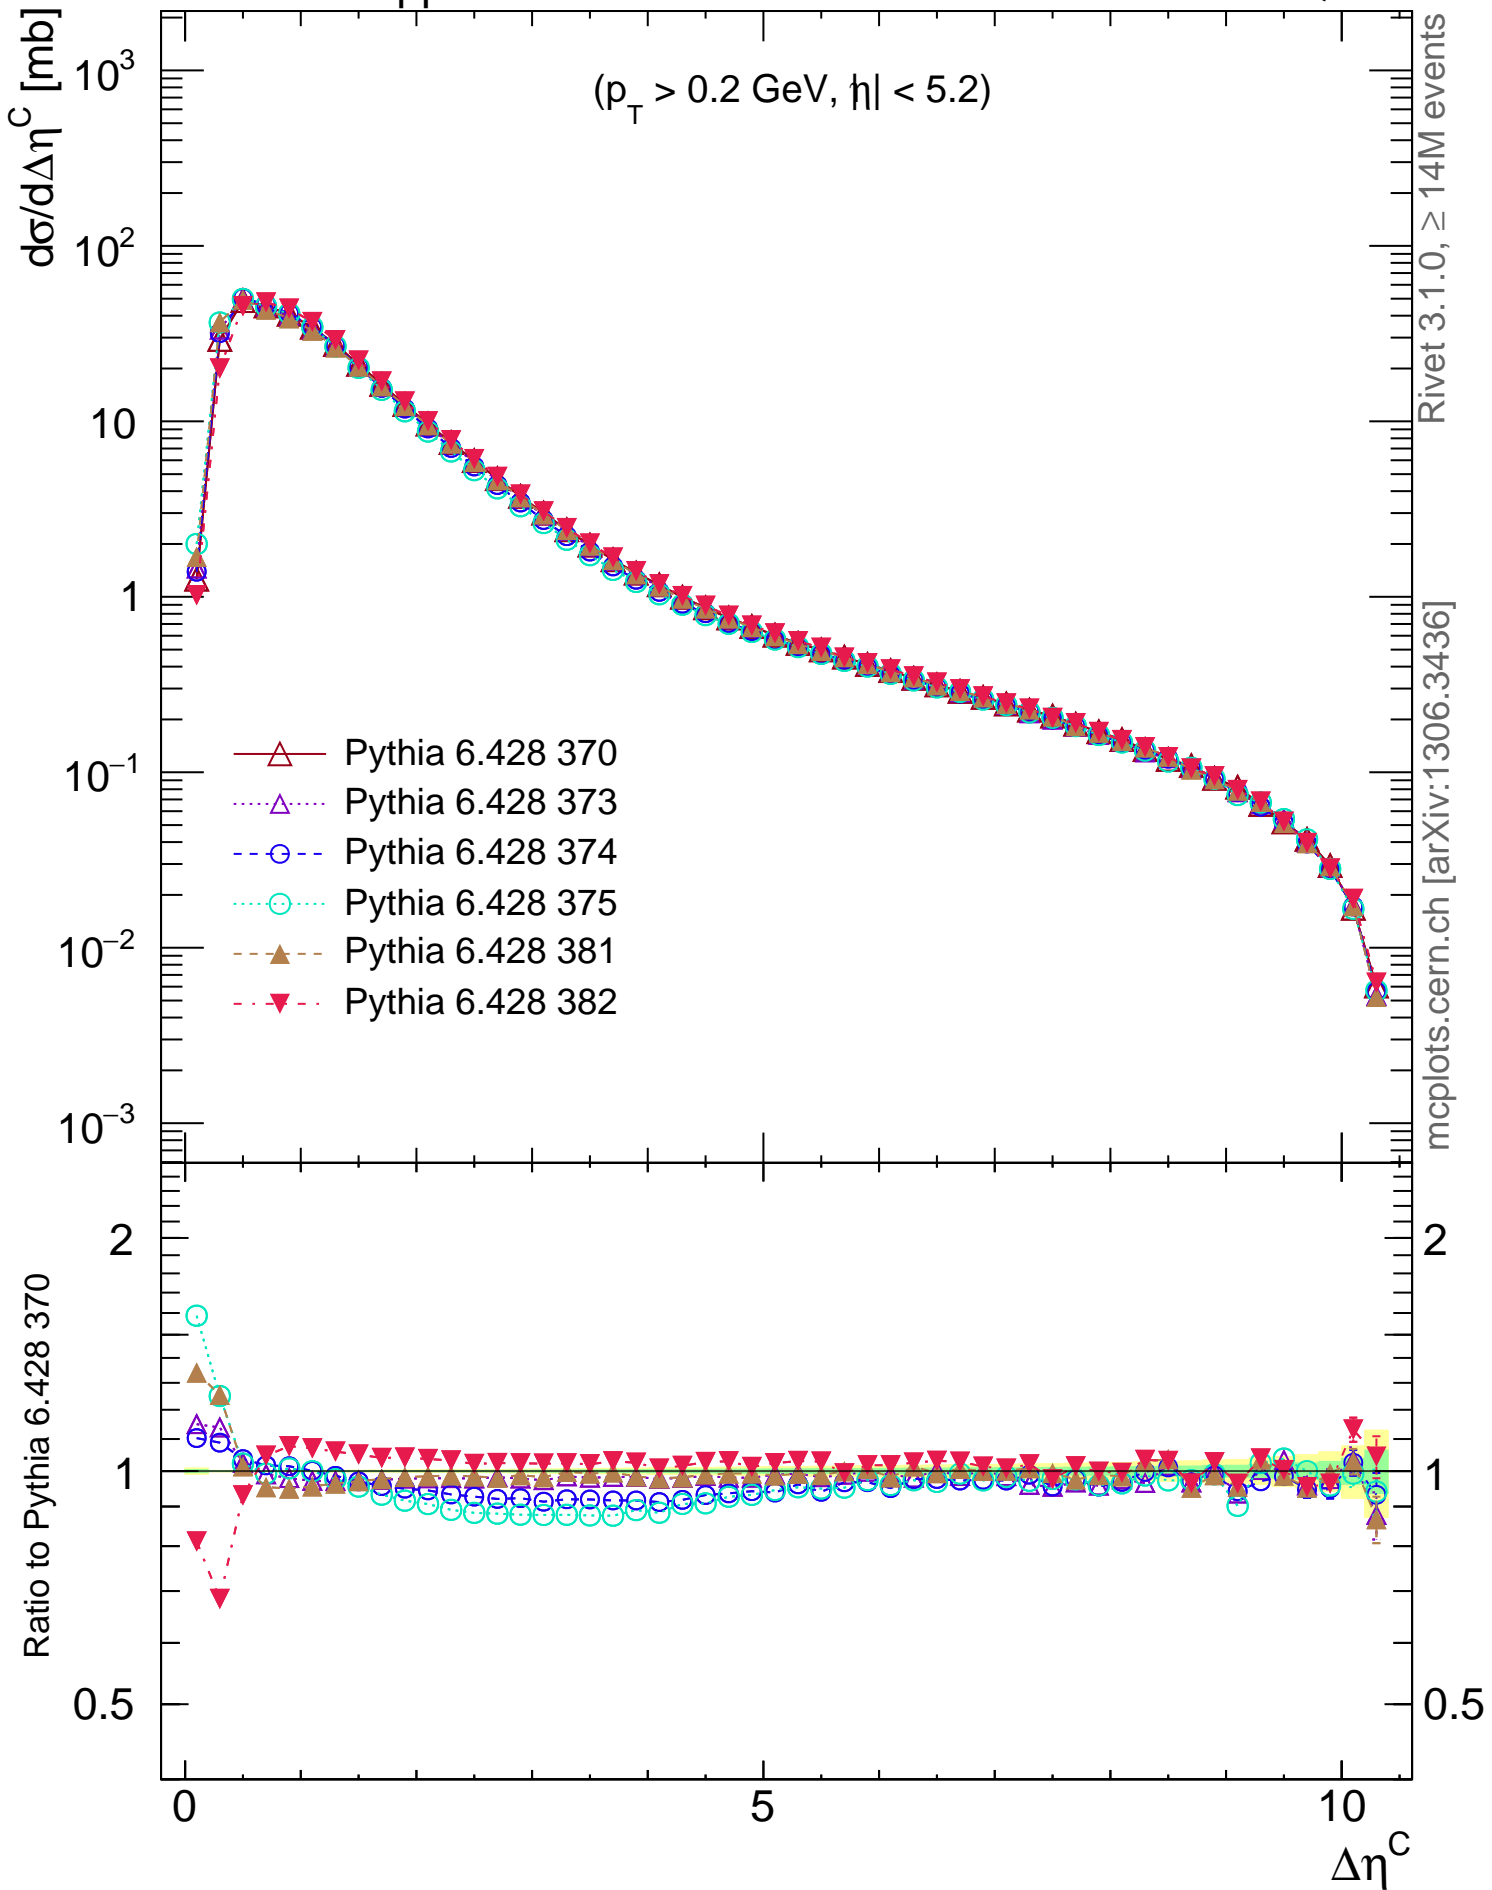 pp
dσ/dΔη^C [mb]
(p_T > 0.2 GeV, |η| < 5.2)
10^3
10^2
10
1
10^−1
10^−2
10^−3
Pythia 6.428 370
Pythia 6.428 373
Pythia 6.428 374
Pythia 6.428 375
Pythia 6.428 381
Pythia 6.428 382
Rivet 3.1.0, ≥ 14M events
mcplots.cern.ch [arXiv:1306.3436]
Ratio to Pythia 6.428 370
2
1
0.5
2
1
0.5
0
5
10
Δη^C